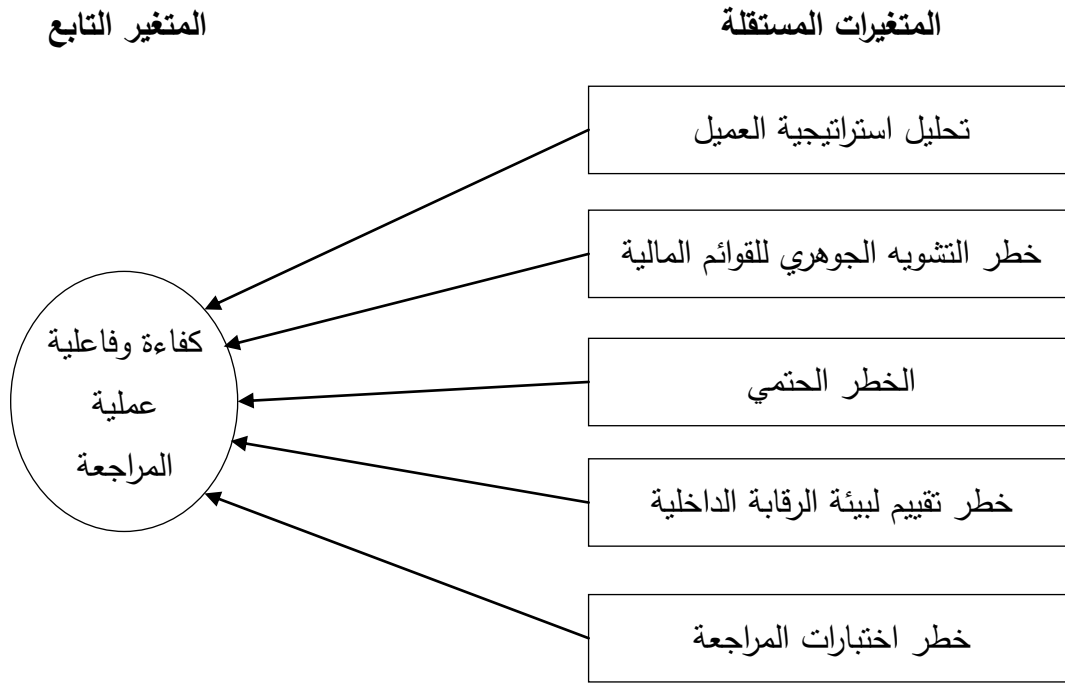 المتغيرات المستقلة
المتغير التابع
تحليل استراتيجية العميل
خطر التشويه الجوهري للقوائم المالية
الخطر الحتمي
خطر تقييم لبيئة الرقابة الداخلية
خطر اختبارات المراجعة
كفاءة وفاعلية
عملية
المراجعة